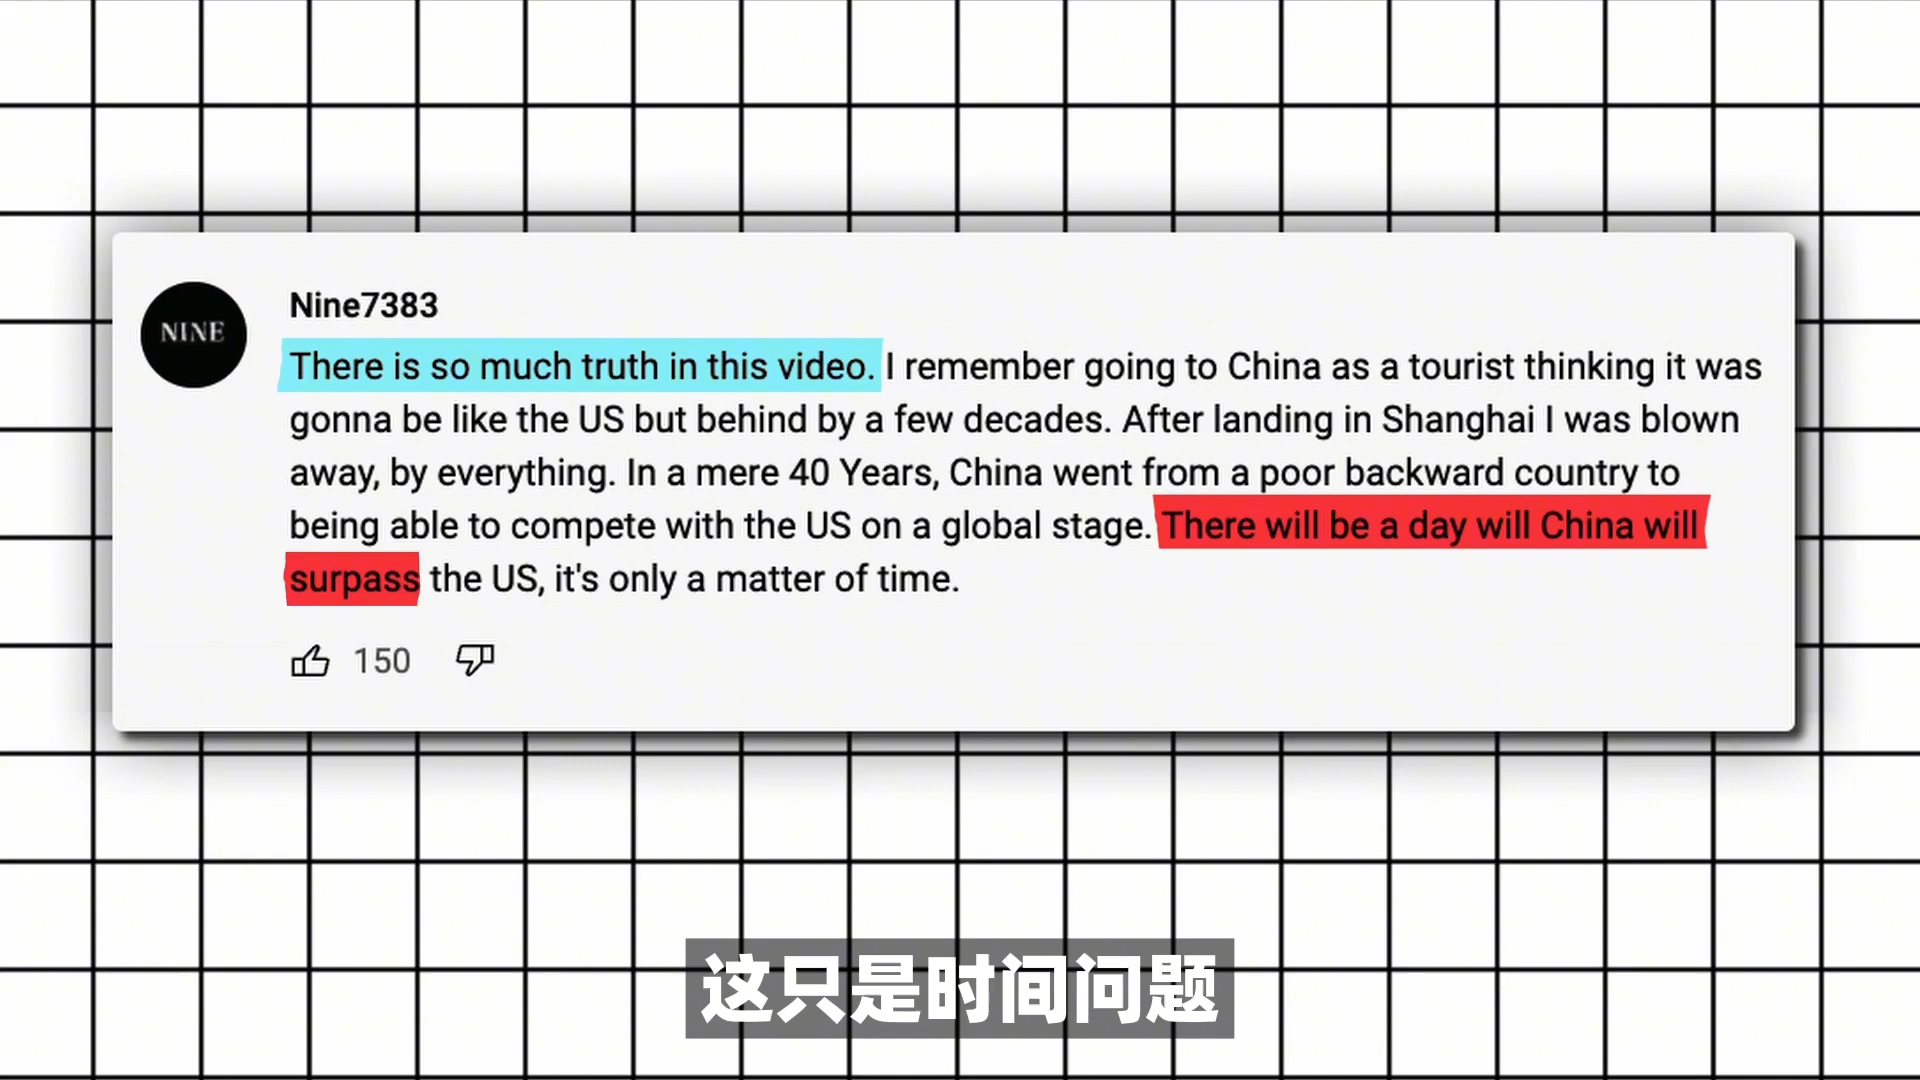 NINE
Nine7383
There is so much truth in this video. I remember going to China as a tourist thinking it was
gonna be like the US but behind by a few decades. After landing in Shanghai I was blown
away, by everything. In a mere 40 Years, China went from a poor backward country to
being able to compete with the US on a global stage. There will be a day will China will
surpass the US, it's only a matter of time.
150
这只是时间问题